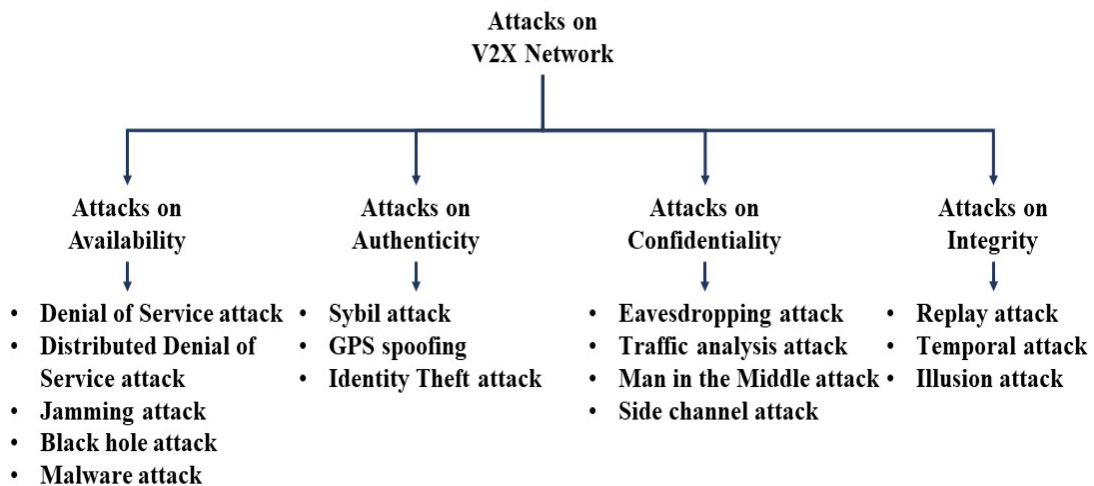 Attacks on
V2X Network
Attacks on
Availability
• Denial of Service attack
• Distributed Denial of
Service attack
• Jamming attack
• Black hole attack
• Malware attack
Attacks on
Authenticity
• Sybil attack
• GPS spoofing
• Identity Theft attack
Attacks on
Confidentiality
• Eavesdropping attack
• Traffic analysis attack
• Man in the Middle attack
• Side channel attack
Attacks on
Integrity
• Replay attack
• Temporal attack
• Illusion attack